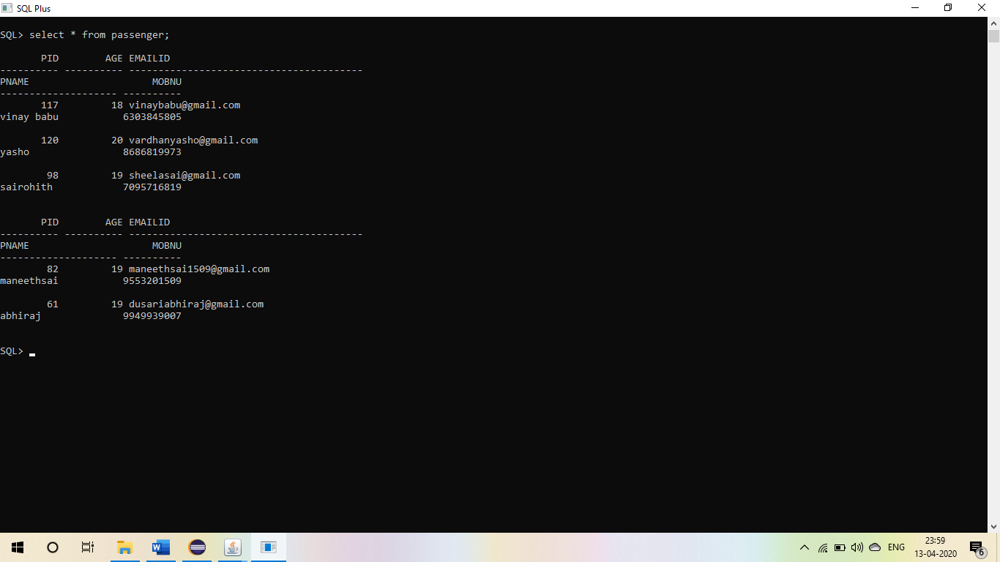 SQL Plus
SQL> select * from passenger;
       PID        AGE EMAILID
---------- ---------- ----------------------------------------
PNAME                     MOBNU
-------------------- ----------
       117         18 vinaybabu@gmail.com
vinay babu           6303845805
       120         20 vardhanyasho@gmail.com
yasho                8686819973
        98         19 sheelasai@gmail.com
sairohith            7095716819
       PID        AGE EMAILID
---------- ---------- ----------------------------------------
PNAME                     MOBNU
-------------------- ----------
        82         19 maneethsai1509@gmail.com
maneethsai           9553201509
        61         19 dusariabhiraj@gmail.com
abhiraj              9949939007
SQL>
ENG
23:59
13-04-2020
6